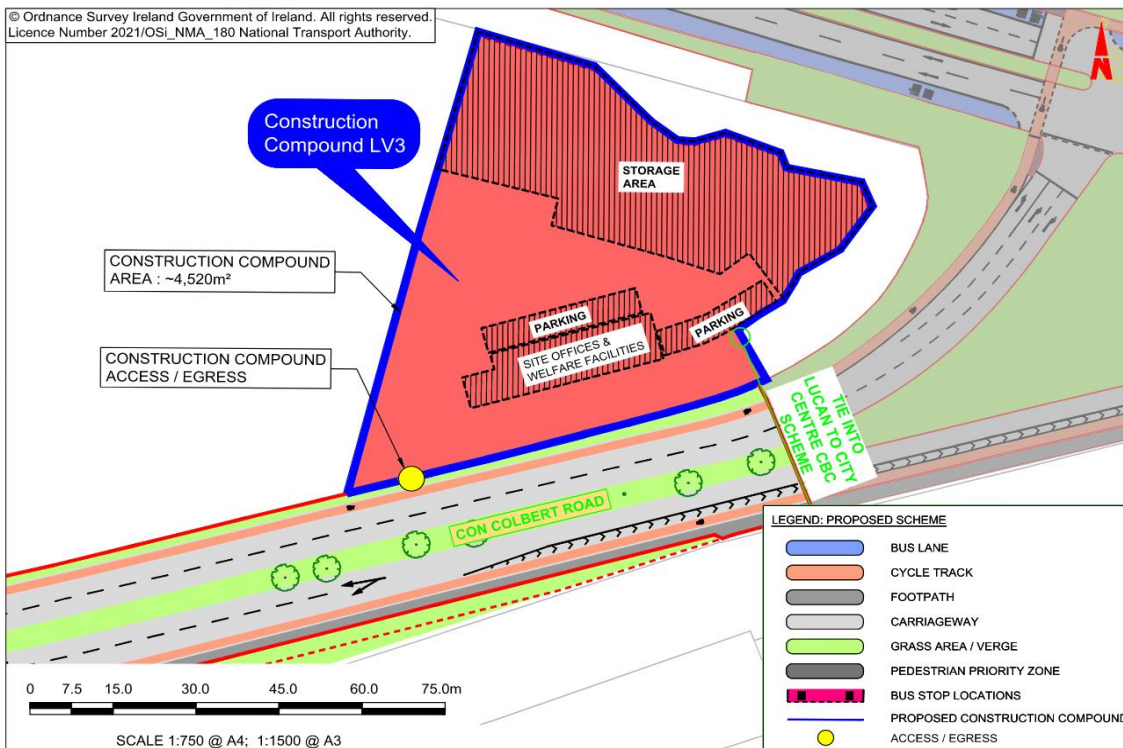 © Ordnance Survey Ireland Government of Ireland. All rights reserved.
Licence Number 2021/OSi_NMA_180 National Transport Authority.
N
Construction
Compound LV3
STORAGE
AREA
CONSTRUCTION COMPOUND
AREA : ~4,520m²
PARKING
PARKING
SITE OFFICES &
WELFARE FACILITIES
CONSTRUCTION COMPOUND
ACCESS / EGRESS
TIE INTO
LUCAN TO CITY
CENTRE CBC
SCHEME
CON COLBERT ROAD
LEGEND: PROPOSED SCHEME
BUS LANE
CYCLE TRACK
FOOTPATH
CARRIAGEWAY
GRASS AREA / VERGE
PEDESTRIAN PRIORITY ZONE
BUS STOP LOCATIONS
PROPOSED CONSTRUCTION COMPOUND
ACCESS / EGRESS
0 7.5 15.0 30.0 45.0 60.0 75.0m
SCALE 1:750 @ A4; 1:1500 @ A3